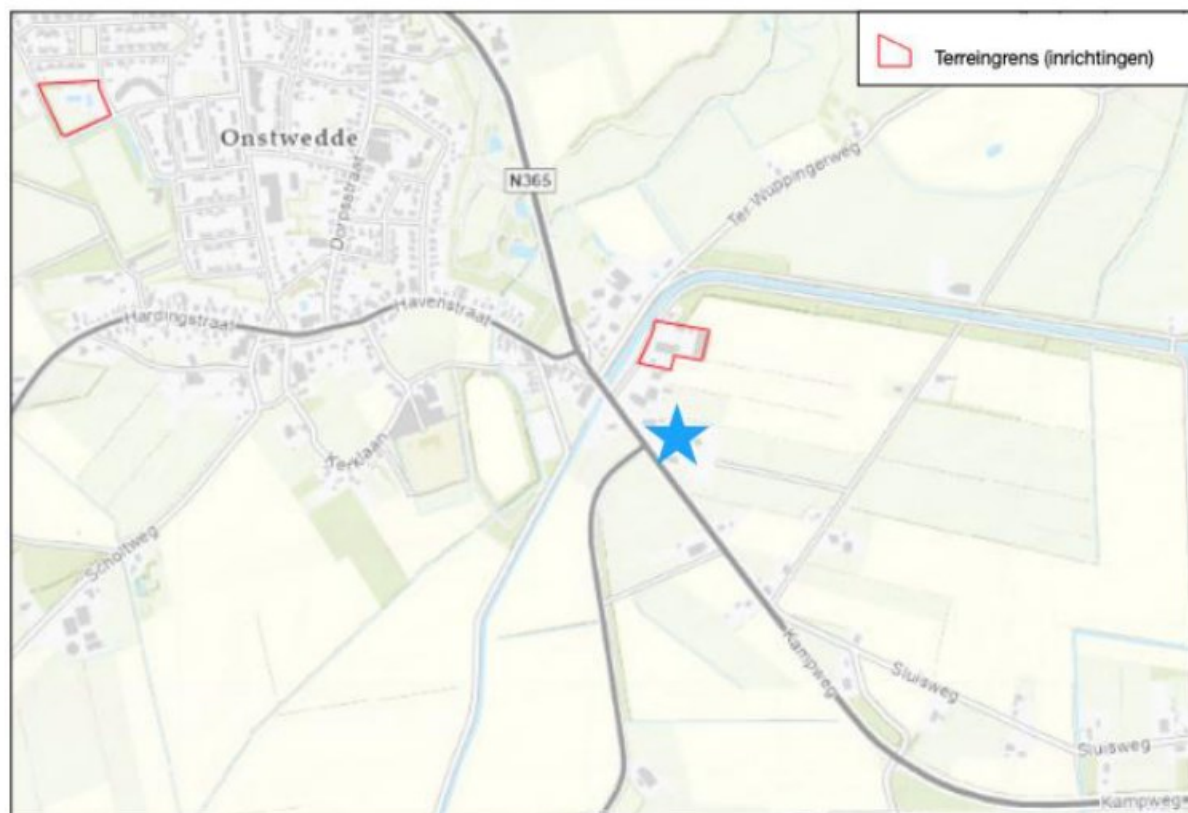 Terreingrens (inrichtingen)
Onstwedde
N365
Dorpsstraat
Ter-Wuppingerweg
Havenstraat
Hardingstraat
Kerklaan
Scholtweg
Kampweg
Sluisweg
Sluisweg
Kampweg